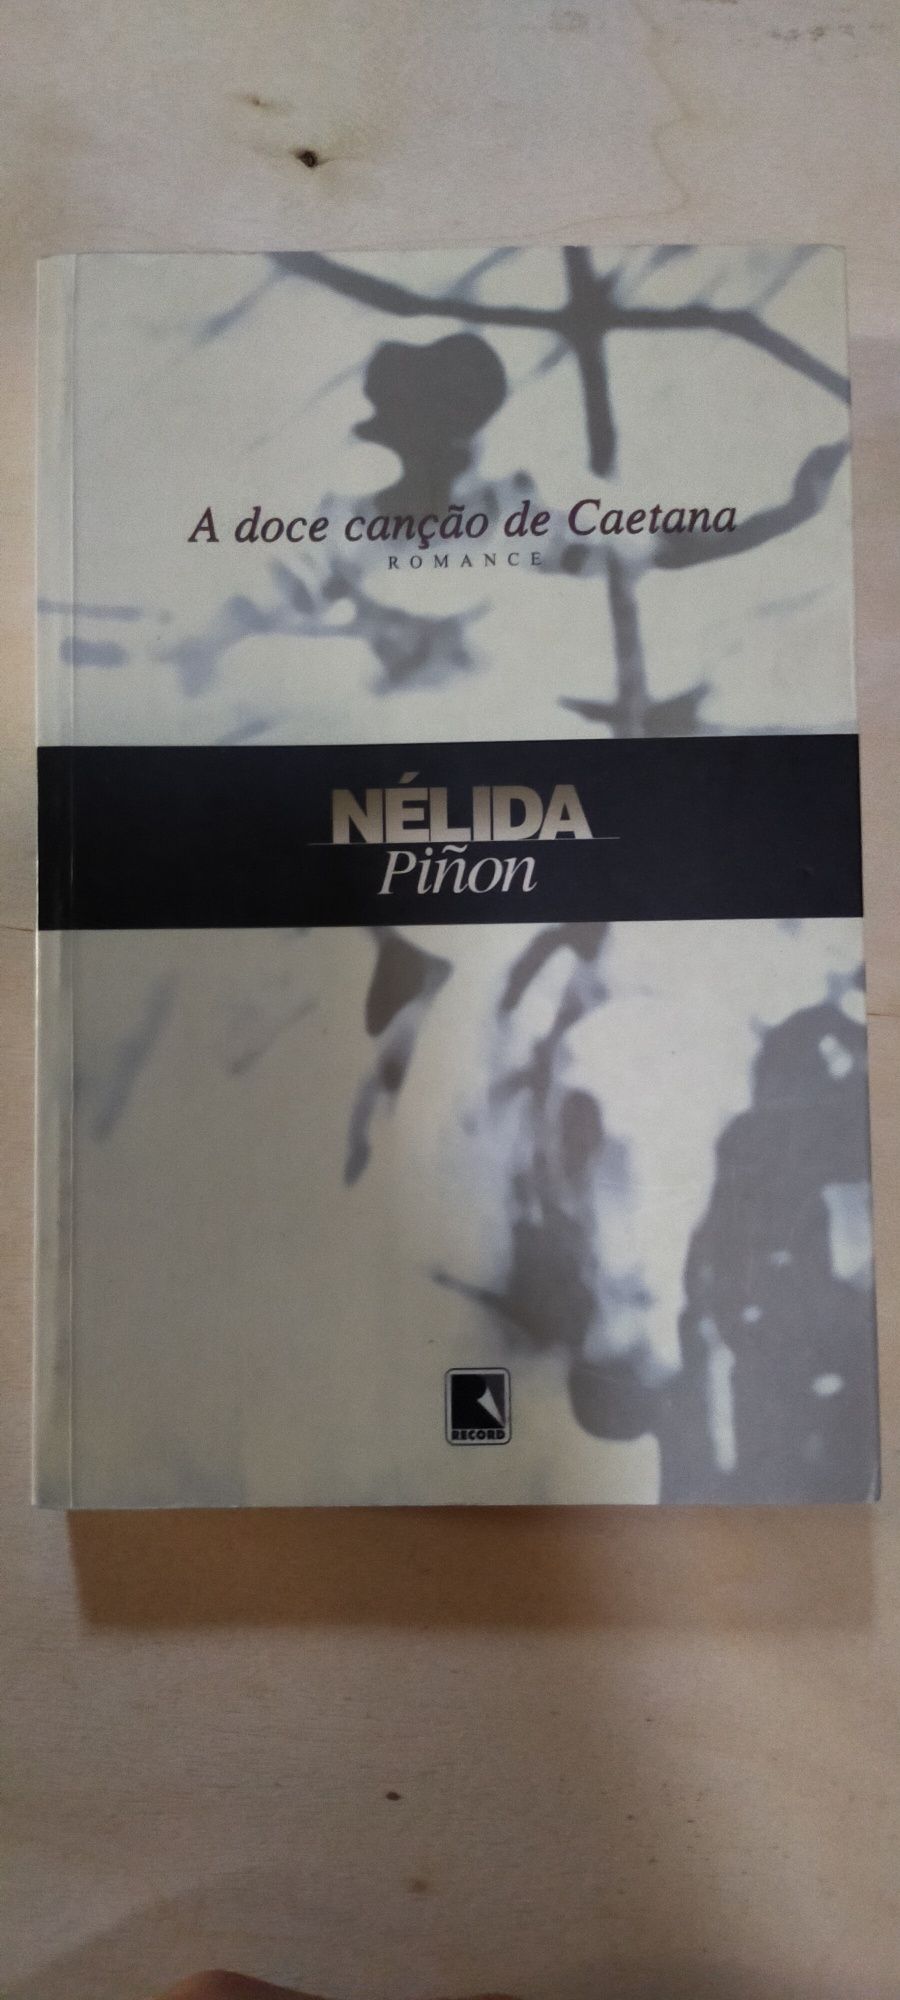 A doce canção de Caetana
ROMANCE
NÉLIDA
Piñon
R
RECORD